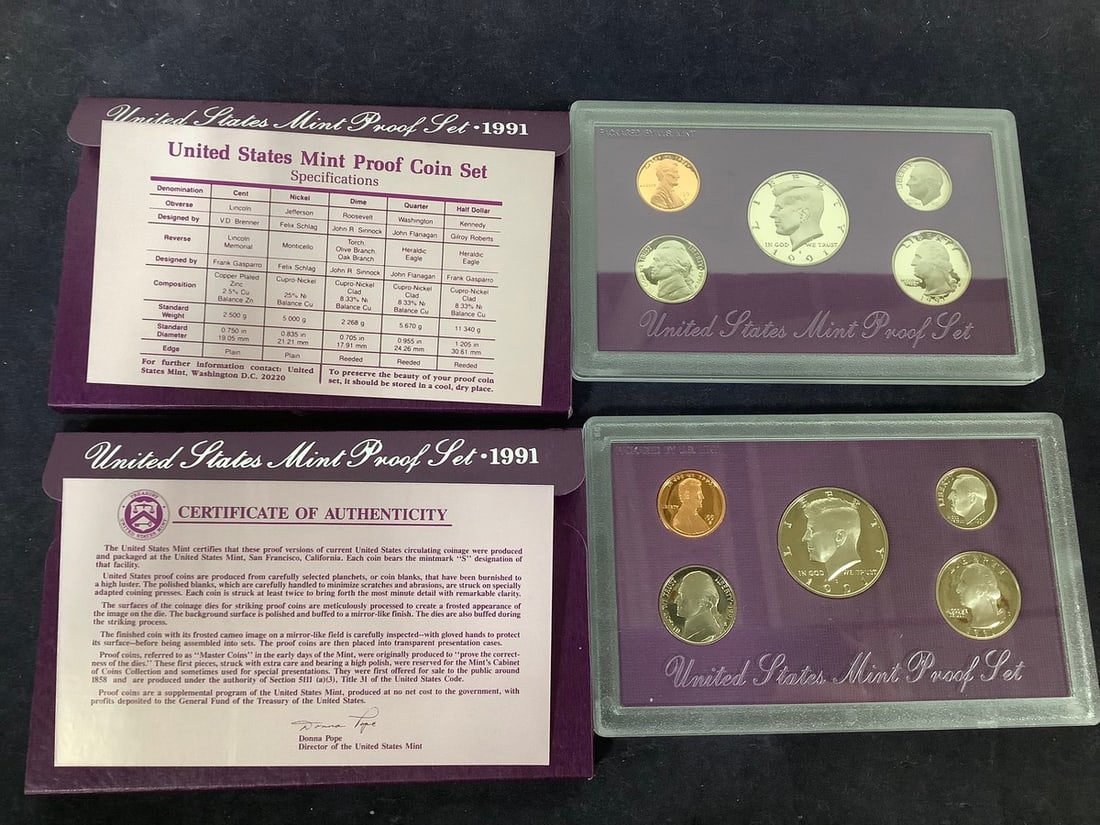 United States Mint Proof Set • 1991
United States Mint Proof Coin Set
Specifications
Denomination Cent Nickel Dime Quarter Half Dollar
Obverse Lincoln Jefferson Roosevelt Washington Kennedy
Designed by V.D. Brenner Felix Schlag John R. Sinnock John Flanagan Gilroy Roberts
Reverse Lincoln Memorial Monticello Torch Olive Branch Oak Branch Heraldic Eagle Heraldic Eagle
Designed by Frank Gasparro Felix Schlag John R. Sinnock John Flanagan Frank Gasparro
Composition Copper Plated Zinc 2.5% Cu Balance Zn Cupro-Nickel 25% Ni Balance Cu Cupro-Nickel Clad 8.33% Ni Balance Cu Cupro-Nickel Clad 8.33% Ni Balance Cu Cupro-Nickel Clad 8.33% Ni Balance Cu
Standard Weight 2.500 g 5.000 g 2.268 g 5.670 g 11.340 g
Standard Diameter 0.750 in 19.05 mm 0.835 in 21.21 mm 0.705 in 17.91 mm 0.955 in 24.26 mm 1.205 in 30.61 mm
Edge Plain Plain Reeded Reeded Reeded
For further information contact: United
States Mint, Washington D.C. 20220
To preserve the beauty of your proof coin
set, it should be stored in a cool, dry place.
PACKAGED BY U.S. MINT
LIBERTY
LIBERTY
IN GOD WE TRUST
1991
LIBERTY
LIBERTY
1991
United States Mint Proof Set
United States Mint Proof Set • 1991
CERTIFICATE OF AUTHENTICITY
The United States Mint certifies that these proof versions of current United States circulating coinage were produced
and packaged at the United States Mint, San Francisco, California. Each coin bears the mintmark "S" designation of
that facility.
United States proof coins are produced from carefully selected planchets, or coin blanks, that have been burnished to
a high luster. The polished blanks, which are carefully handled to minimize scratches and abrasions, are struck on specially
adapted coining presses. Each coin is struck at least twice to bring forth the most minute detail with remarkable clarity.
The surfaces of the coinage dies for striking proof coins are meticulously processed to create a frosted appearance of
the image on the die. The background surface is polished and buffed to a mirror-like finish. The dies are also buffed during
the striking process.
The finished coin with its frosted cameo image on a mirror-like field is carefully inspected--with gloved hands to protect
its surface--before being assembled into sets. The proof coins are then placed into transparent presentation cases.
Proof coins, referred to as "Master Coins" in the early days of the Mint, were originally produced to "prove the correct-
ness of the dies." These first pieces, struck with extra care and bearing a high polish, were reserved for the Mint's Cabinet
of Coins Collection and sometimes used for special presentations. They were first offered for sale to the public around
1858 and are produced under the authority of Section 5111 (a)(3), Title 31 of the United States Code.
Proof coins are a supplemental program of the United States Mint, produced at no net cost to the government, with
profits deposited to the General Fund of the Treasury of the United States.
Donna Pope
Donna Pope
Director of the United States Mint
LIBERTY
LIBERTY
IN GOD WE TRUST
LIBERTY
LIBERTY
1991
United States Mint Proof Set